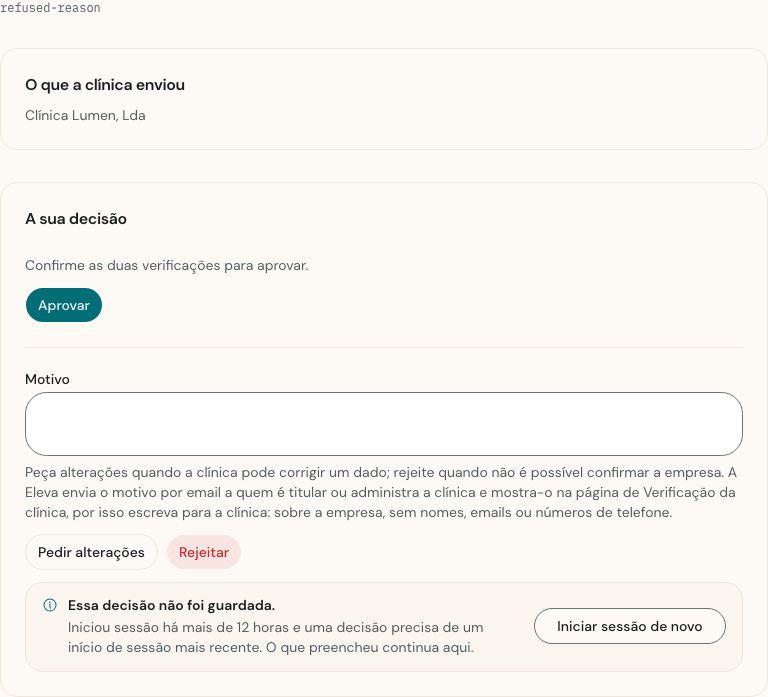 refused-reason
O que a clínica enviou
Clínica Lumen, Lda
A sua decisão
Confirme as duas verificações para aprovar.
Aprovar
Motivo
Peça alterações quando a clínica pode corrigir um dado; rejeite quando não é possível confirmar a empresa. A
Eleva envia o motivo por email a quem é titular ou administra a clínica e mostra-o na página de Verificação da
clínica, por isso escreva para a clínica: sobre a empresa, sem nomes, emails ou números de telefone.
Pedir alterações
Rejeitar
Essa decisão não foi guardada.
Iniciou sessão há mais de 12 horas e uma decisão precisa de um
início de sessão mais recente. O que preencheu continua aqui.
Iniciar sessão de novo